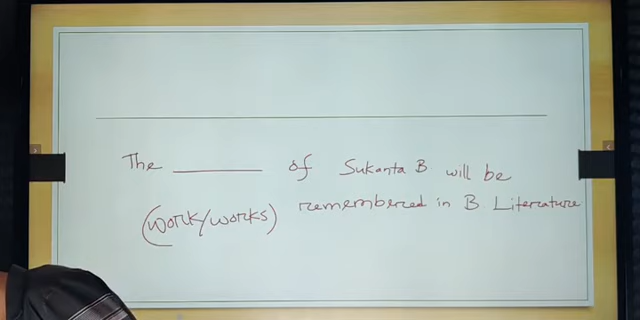 The ________ of Sukanta B will be
(work/works) remembered in B Literature